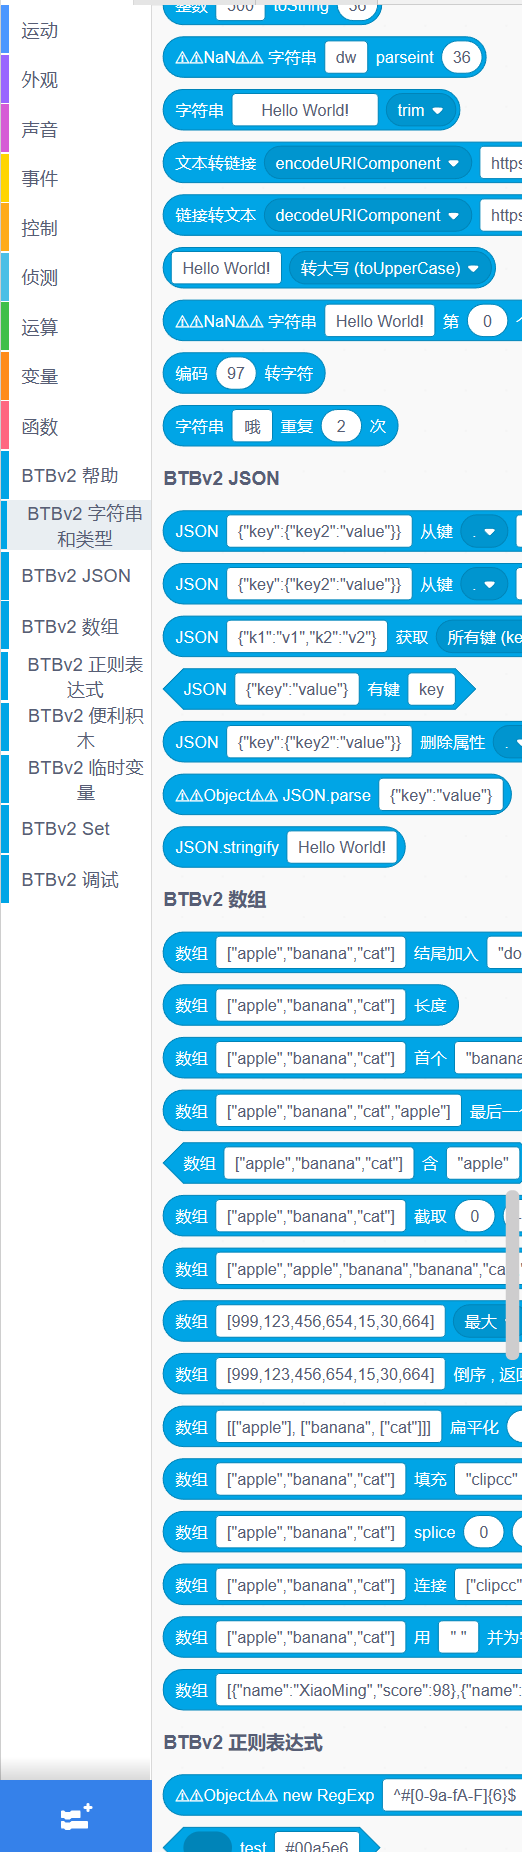 运动
外观
声音
事件
控制
侦测
运算
变量
函数
BTBv2 帮助
BTBv2 字符串
和类型
BTBv2 JSON
BTBv2 数组
BTBv2 正则表
达式
BTBv2 便利积
木
BTBv2 临时变
量
BTBv2 Set
BTBv2 调试
整数 500 toString 36
⚠⚠NaN⚠⚠ 字符串 dw parseint 36
字符串 Hello World! trim
文本转链接 encodeURIComponent https
链接转文本 decodeURIComponent https
Hello World! 转大写 (toUpperCase)
⚠⚠NaN⚠⚠ 字符串 Hello World! 第 0
编码 97 转字符
字符串 哦 重复 2 次
BTBv2 JSON
JSON {"key":{"key2":"value"}} 从键 .
JSON {"key":{"key2":"value"}} 从键 .
JSON {"k1":"v1","k2":"v2"} 获取 所有键 (ke
JSON {"key":"value"} 有键 key
JSON {"key":{"key2":"value"}} 删除属性 .
⚠⚠Object⚠⚠ JSON.parse {"key":"value"}
JSON.stringify Hello World!
BTBv2 数组
数组 ["apple","banana","cat"] 结尾加入 "do
数组 ["apple","banana","cat"] 长度
数组 ["apple","banana","cat"] 首个 "banana
数组 ["apple","banana","cat","apple"] 最后一
数组 ["apple","banana","cat"] 含 "apple"
数组 ["apple","banana","cat"] 截取 0
数组 ["apple","apple","banana","banana","ca
数组 [999,123,456,654,15,30,664] 最大
数组 [999,123,456,654,15,30,664] 倒序 , 返回
数组 [["apple"], ["banana", ["cat"]]] 扁平化
数组 ["apple","banana","cat"] 填充 "clipcc"
数组 ["apple","banana","cat"] splice 0
数组 ["apple","banana","cat"] 连接 ["clipcc"
数组 ["apple","banana","cat"] 用 " " 并为
数组 [{"name":"XiaoMing","score":98},{"name":
BTBv2 正则表达式
⚠⚠Object⚠⚠ new RegExp ^#[0-9a-fA-F]{6}$
test #00a5e6